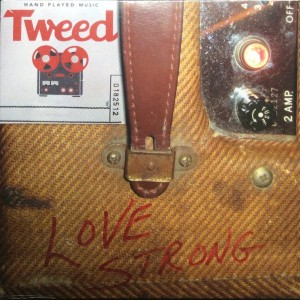 HAND PLAYED MUSIC
Tweed
0182512
OFF
2 AMP
LOVE
STRONG